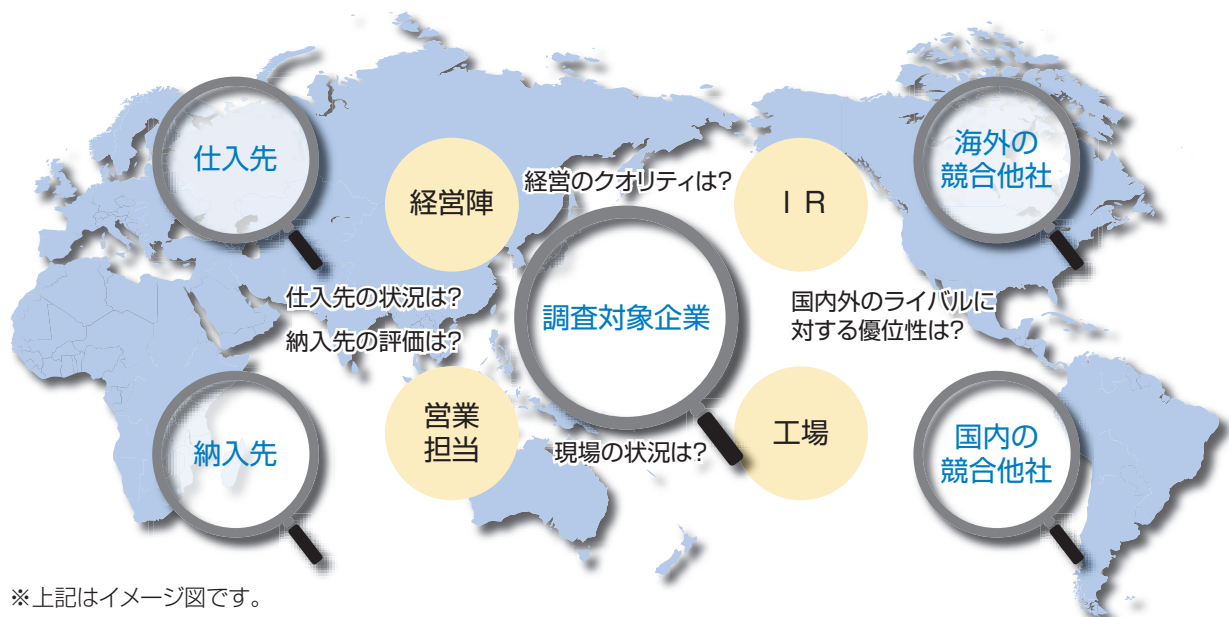 仕入先
経営陣
経営のクオリティは?
I R
海外の
競合他社
仕入先の状況は?
納入先の評価は?
調査対象企業
国内外のライバルに
対する優位性は?
納入先
営業
担当
現場の状況は?
工場
国内の
競合他社
※上記はイメージ図です。